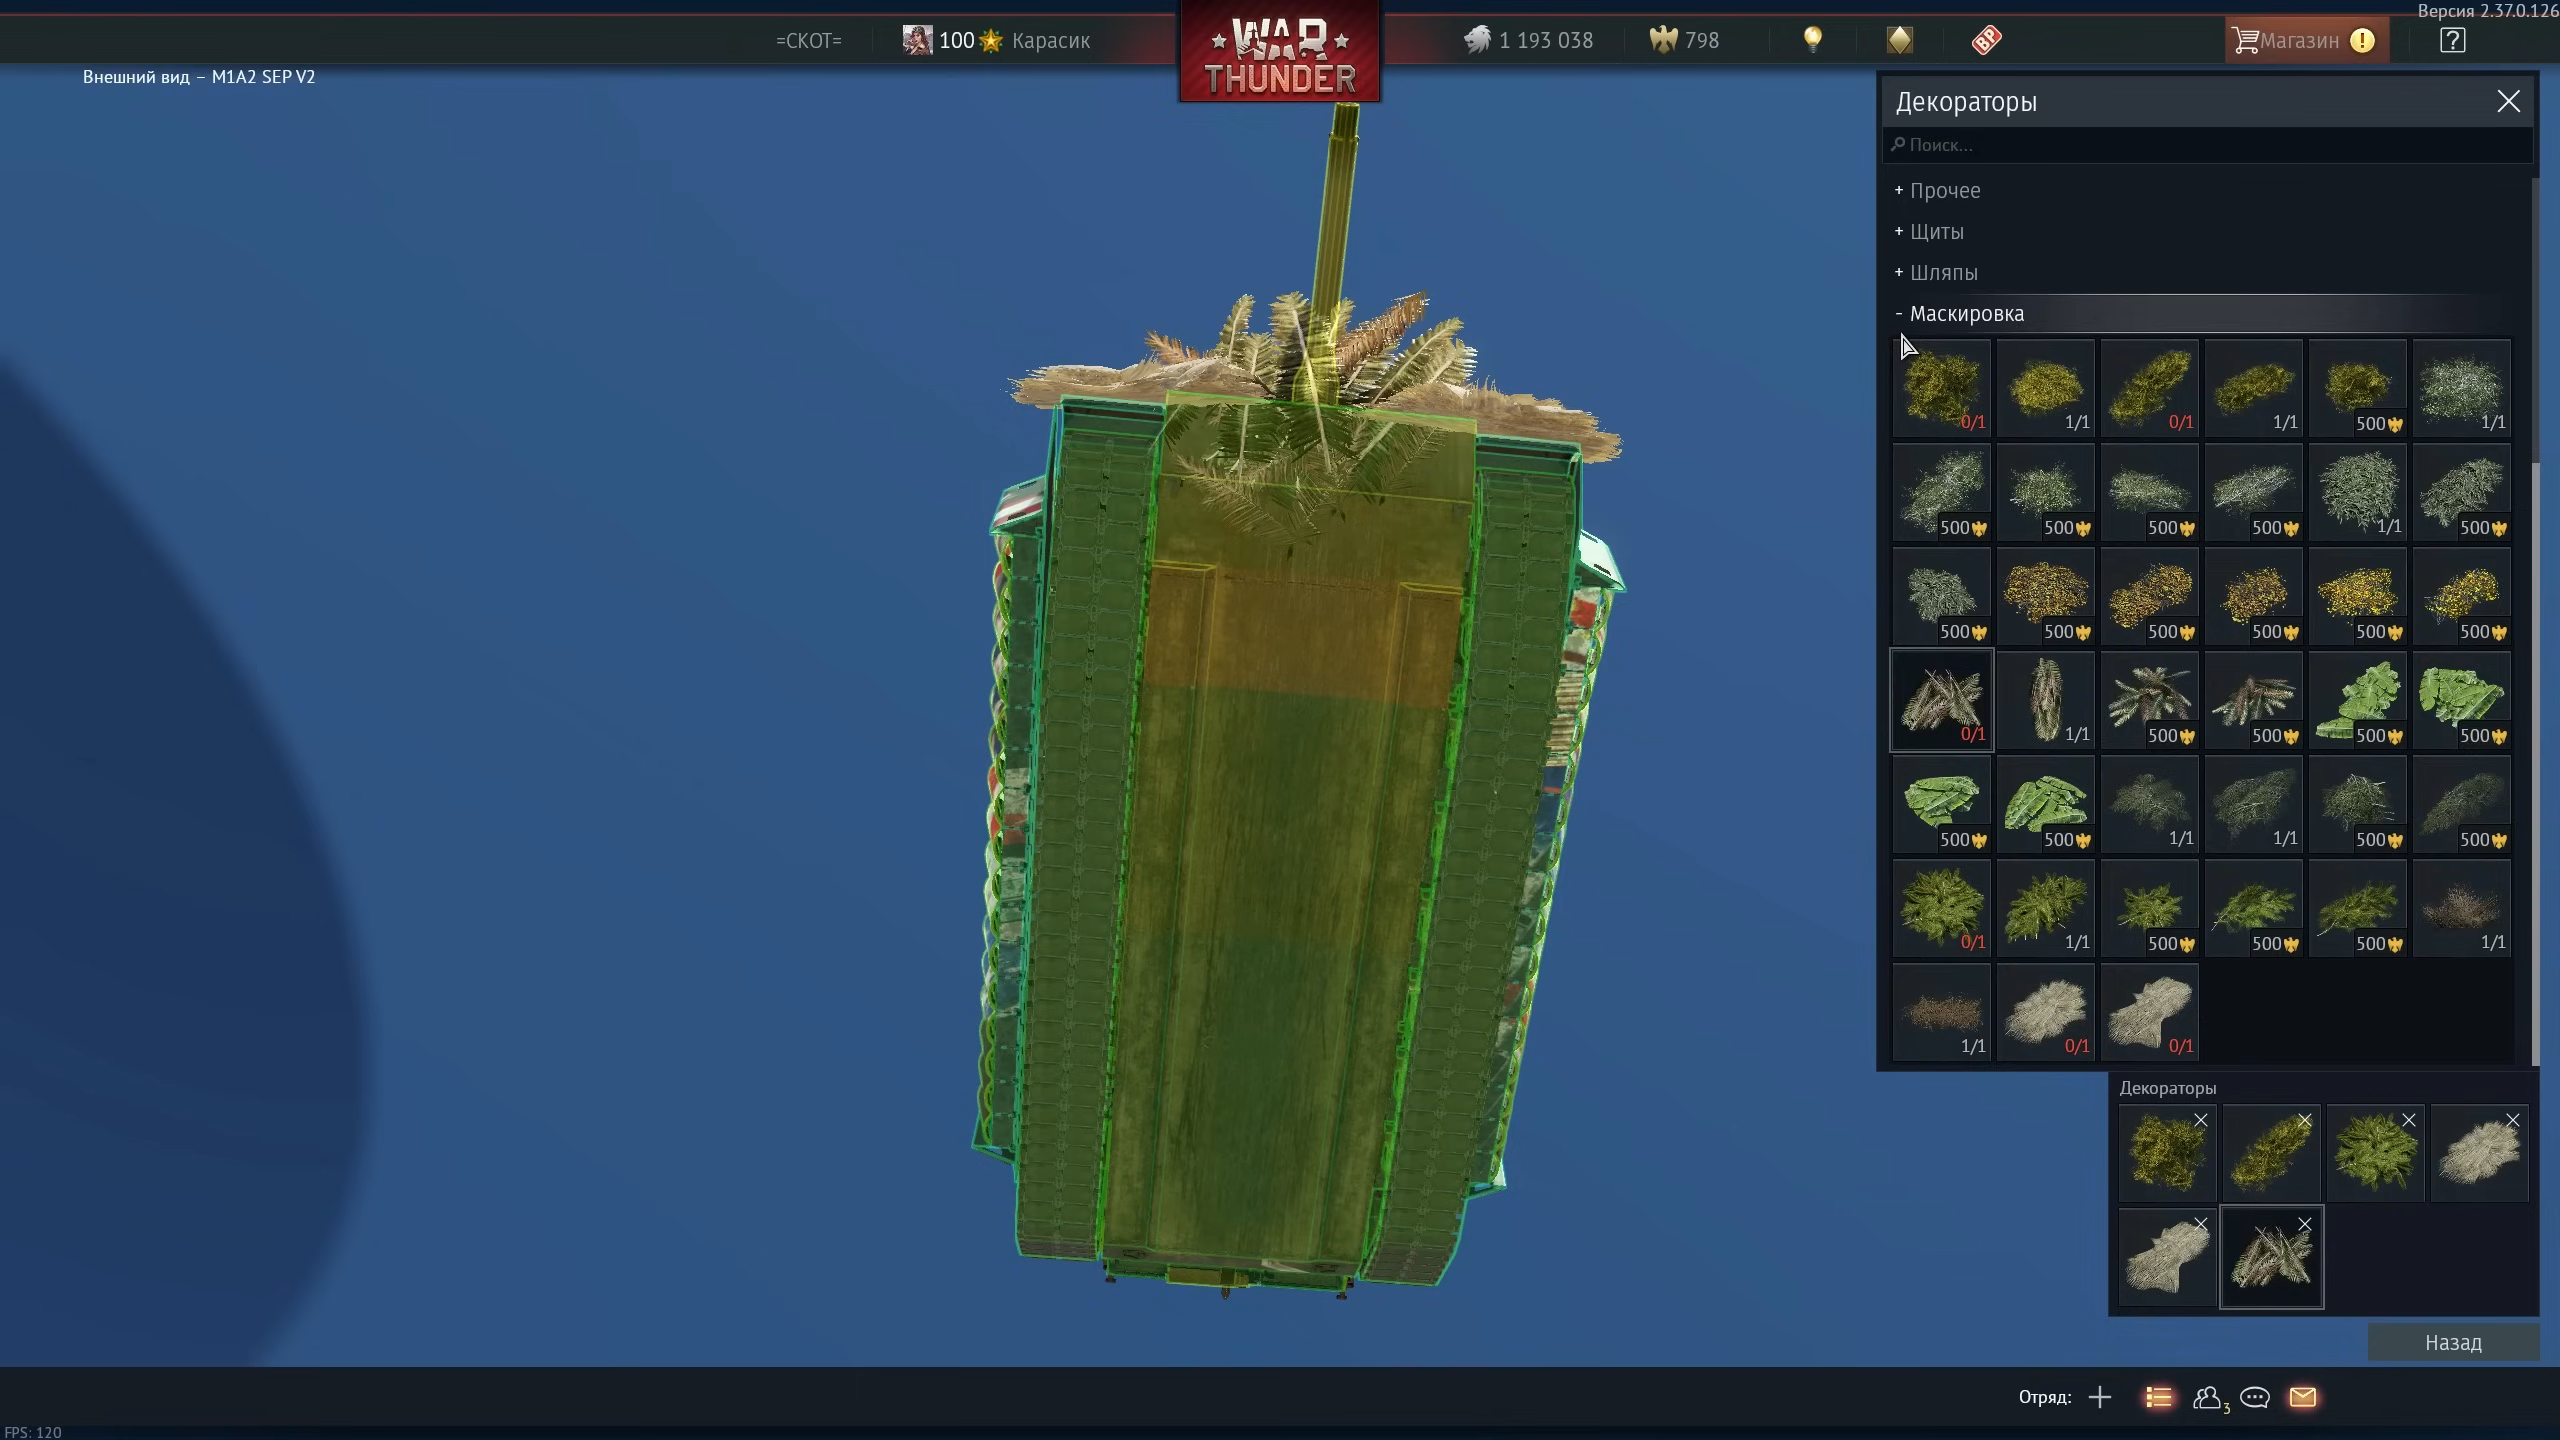 Версия 2.37.0.126
=СКОТ=
100 Карасик
WAR THUNDER
1 193 038
798
BP
Магазин
Внешний вид – M1A2 SEP V2
Декораторы
Поиск...
+ Прочее
+ Щиты
+ Шляпы
- Маскировка
0/1 1/1 0/1 1/1 500 1/1
500 500 500 500 1/1 500
500 500 500 500 500 500
0/1 1/1 500 500 500 500
500 500 1/1 1/1 500 500
0/1 1/1 500 500 500 1/1
1/1 0/1 0/1
Декораторы
Назад
Отряд:
3
FPS: 120